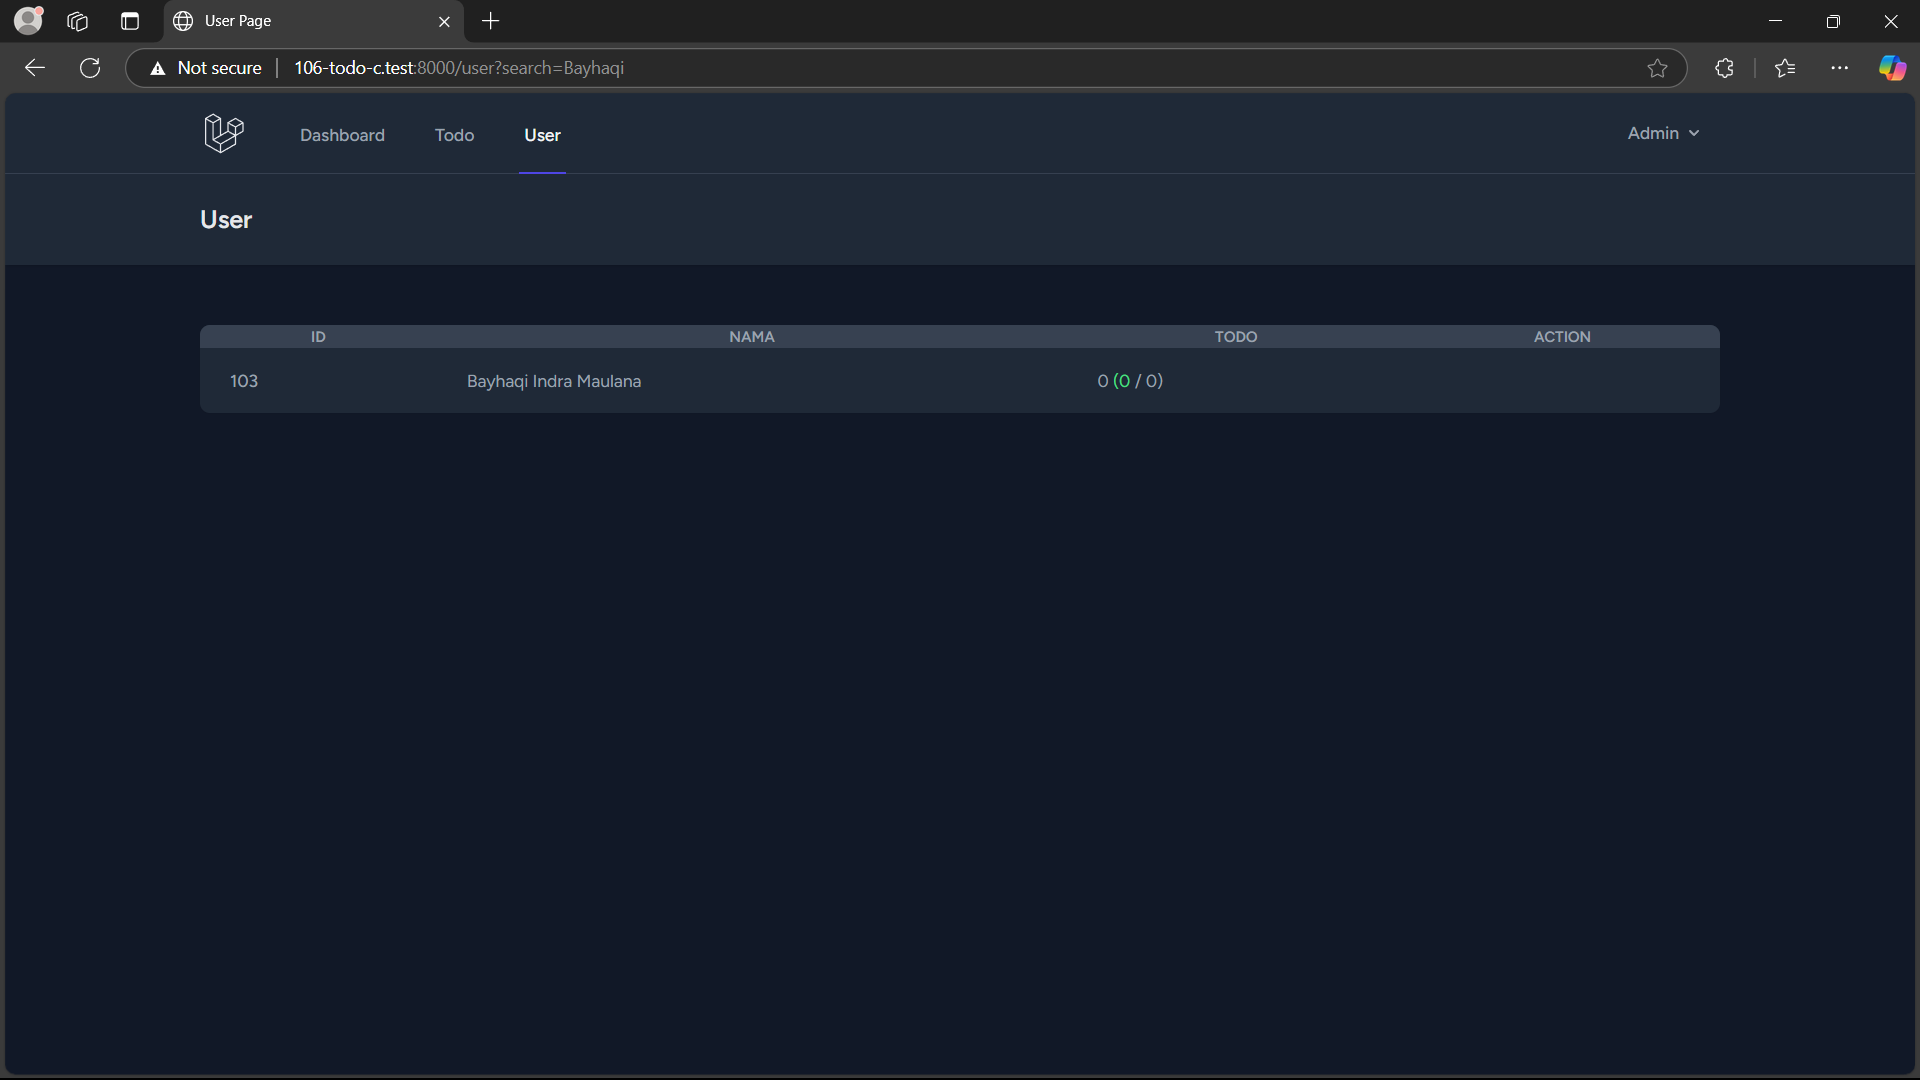 User Page
Not secure 106-todo-c.test:8000/user?search=Bayhaqi
Dashboard Todo User Admin
User
ID NAMA TODO ACTION
103 Bayhaqi Indra Maulana 0 (0 / 0)